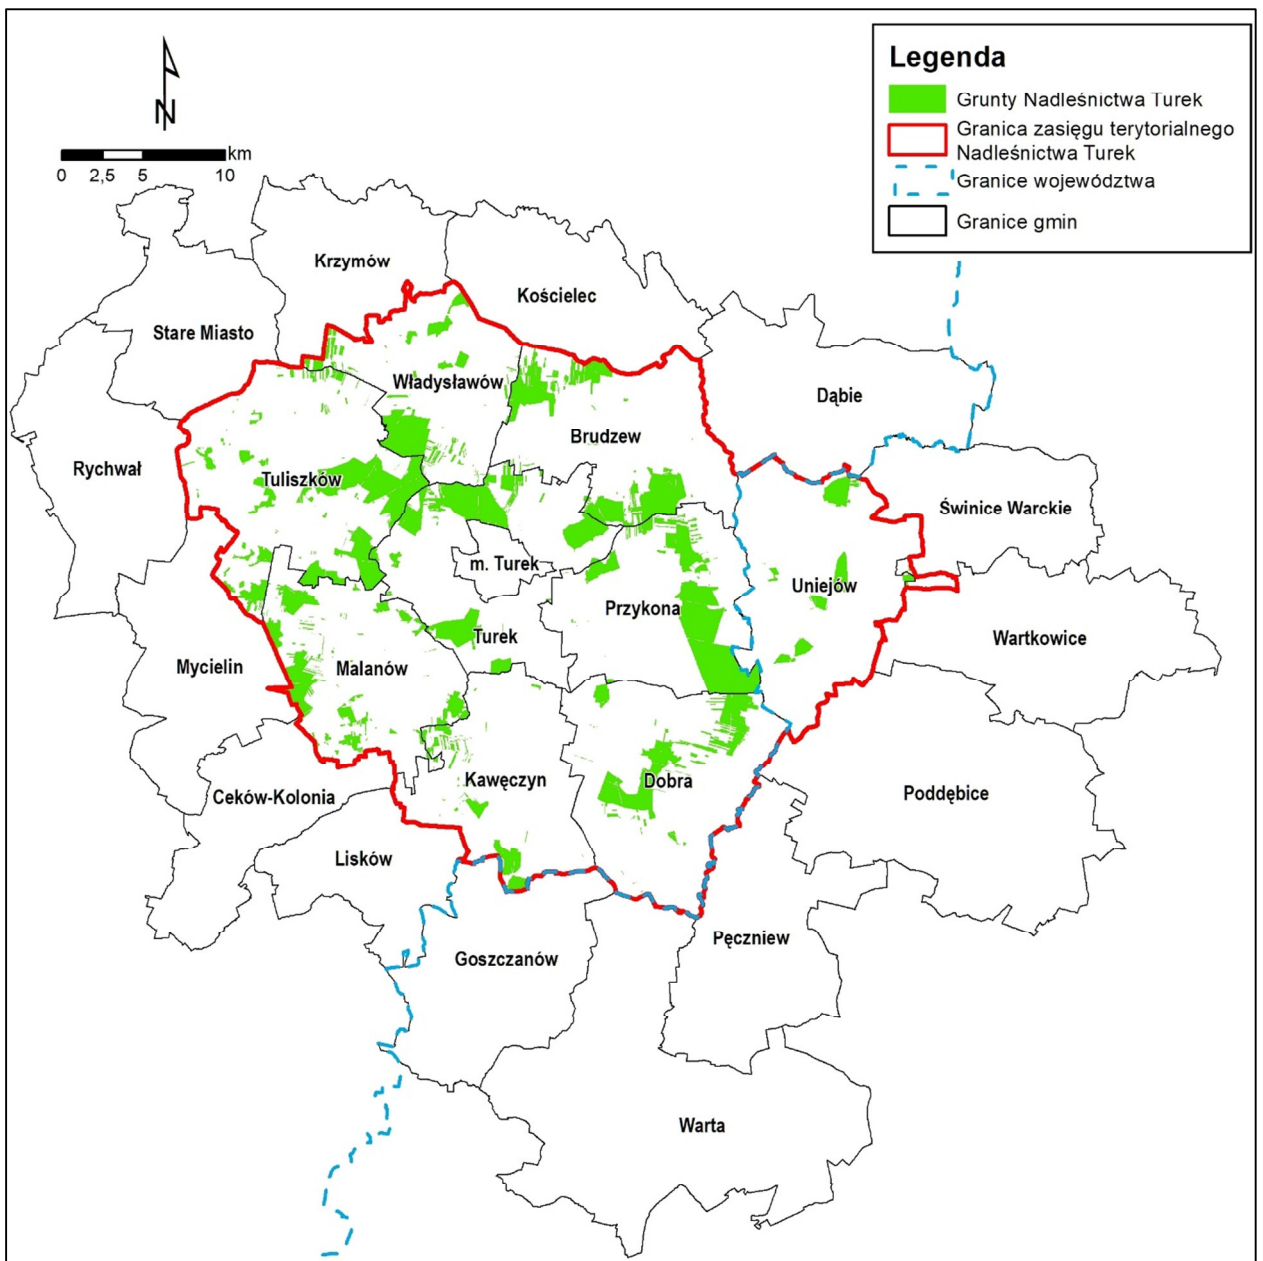 Legenda
Grunty Nadleśnictwa Turek
Granica zasięgu terytorialnego
Nadleśnictwa Turek
Granice województwa
Granice gmin
N
km
0 2,5 5 10
Krzymów
Kościelec
Stare Miasto
Władysławów
Dąbie
Brudzew
Rychwał
Tuliszków
Świnice Warckie
m. Turek
Uniejów
Przykona
Turek
Wartkowice
Mycielin
Malanów
Kawęczyn
Dobra
Poddębice
Ceków-Kolonia
Lisków
Pęczniew
Goszczanów
Warta